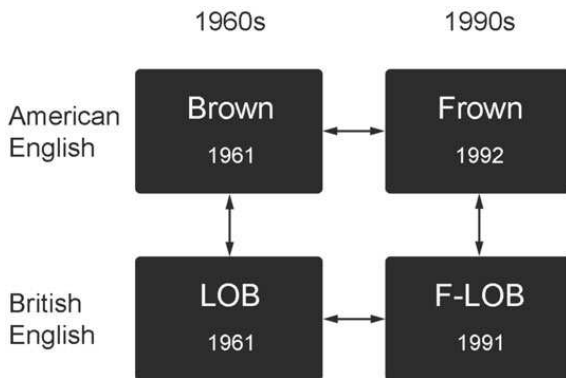 1960s 1990s
American
English
Brown
1961
Frown
1992
British
English
LOB
1961
F-LOB
1991